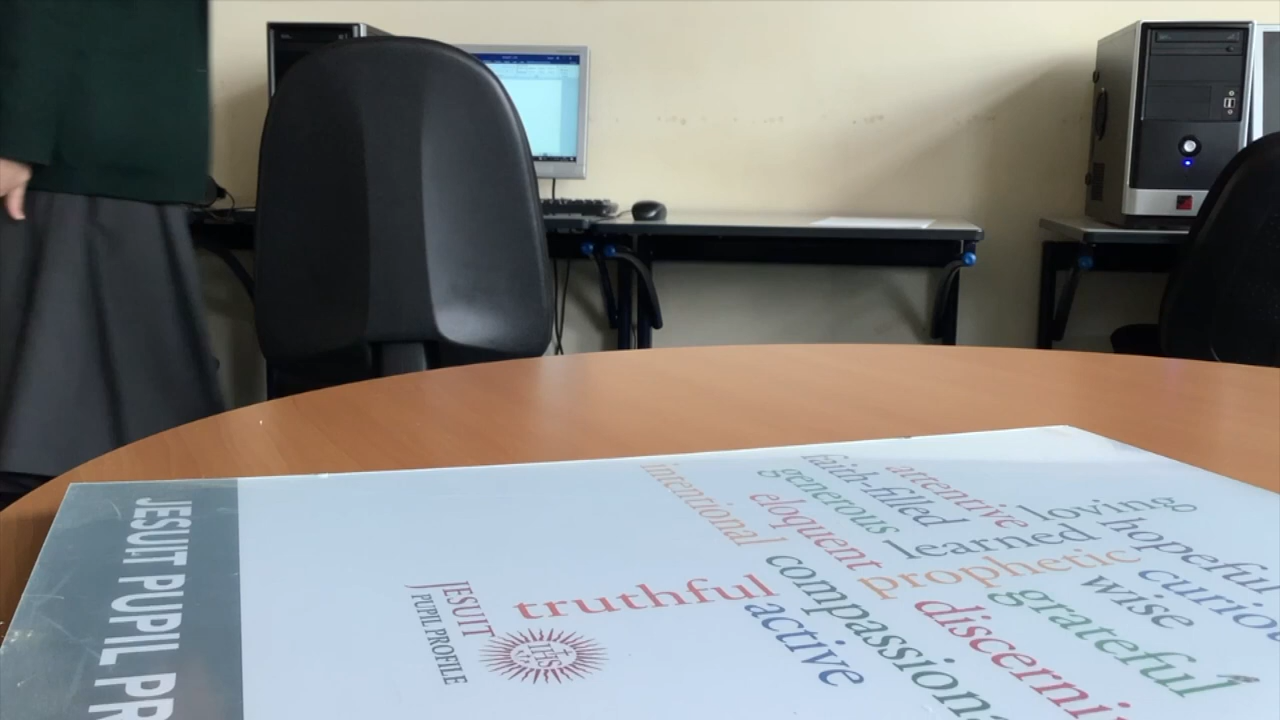 JESUIT PUPIL PR
JESUIT
PUPIL PROFILE
IHS
truthful
active
intentional
compassiona
eloquent
generous
faith-filled
attentive
learned
prophetic
discerni
grateful
wise
loving
hopeful
curiou